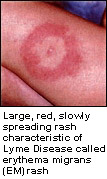 Large, red, slowly
spreading rash
characteristic of
Lyme Disease called
erythema migrans
(EM)rash